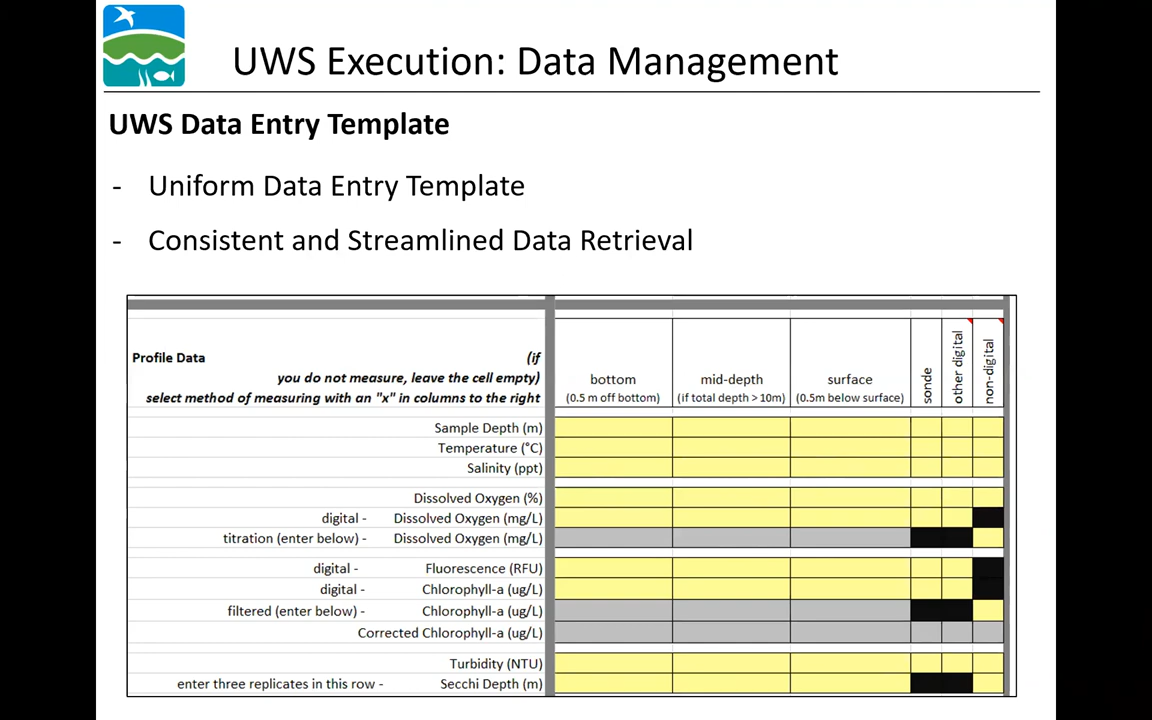 UWS Execution: Data Management
UWS Data Entry Template
- Uniform Data Entry Template
- Consistent and Streamlined Data Retrieval
Profile Data (if
you do not measure, leave the cell empty)
select method of measuring with an "x" in columns to the right
bottom
(0.5 m off bottom)
mid-depth
(if total depth > 10m)
surface
(0.5m below surface)
sonde
other digital
non-digital
Sample Depth (m)
Temperature (°C)
Salinity (ppt)
Dissolved Oxygen (%)
digital - Dissolved Oxygen (mg/L)
titration (enter below) - Dissolved Oxygen (mg/L)
digital - Fluorescence (RFU)
digital - Chlorophyll-a (ug/L)
filtered (enter below) - Chlorophyll-a (ug/L)
Corrected Chlorophyll-a (ug/L)
Turbidity (NTU)
enter three replicates in this row - Secchi Depth (m)